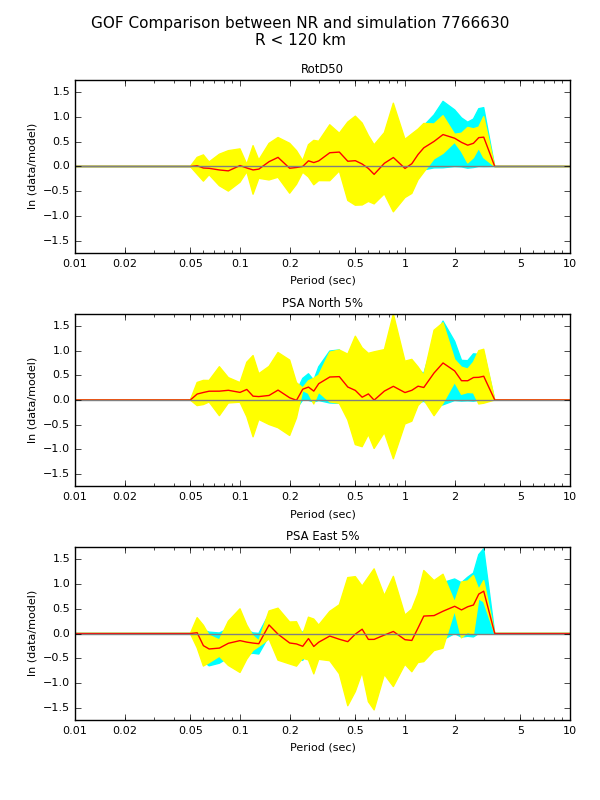 GOF Comparison between NR and simulation 7766630
R < 120 km
RotD50
1.5
1.0
0.5
0.0
−0.5
−1.0
−1.5
ln (data/model)
0.01 0.02 0.05 0.1 0.2 0.5 1 2 5 10
Period (sec)
PSA North 5%
1.5
1.0
0.5
0.0
−0.5
−1.0
−1.5
ln (data/model)
0.01 0.02 0.05 0.1 0.2 0.5 1 2 5 10
Period (sec)
PSA East 5%
1.5
1.0
0.5
0.0
−0.5
−1.0
−1.5
ln (data/model)
0.01 0.02 0.05 0.1 0.2 0.5 1 2 5 10
Period (sec)